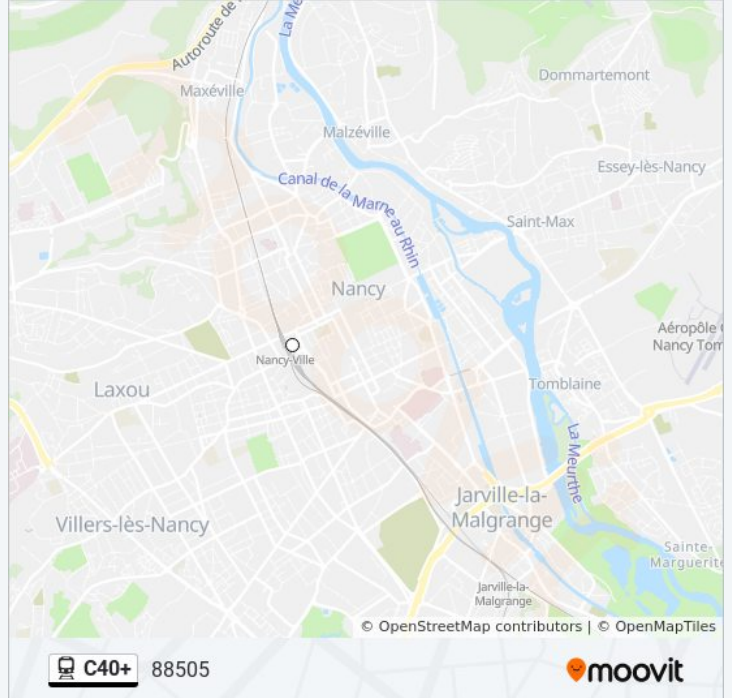 La Me
Autoroute de
Dommartemont
Maxéville
Malzéville
Essey-lès-Nancy
Canal de la Marne au Rhin
Saint-Max
Nancy
Aéropôle
Nancy Tom
Nancy-Ville
Tomblaine
Laxou
La Meurthe
Jarville-la-
Malgrange
Villers-lès-Nancy
Sainte-
Marguerite
Jarville-la-
Malgrange
© OpenStreetMap contributors | © OpenMapTiles
C40+ 88505
moovit